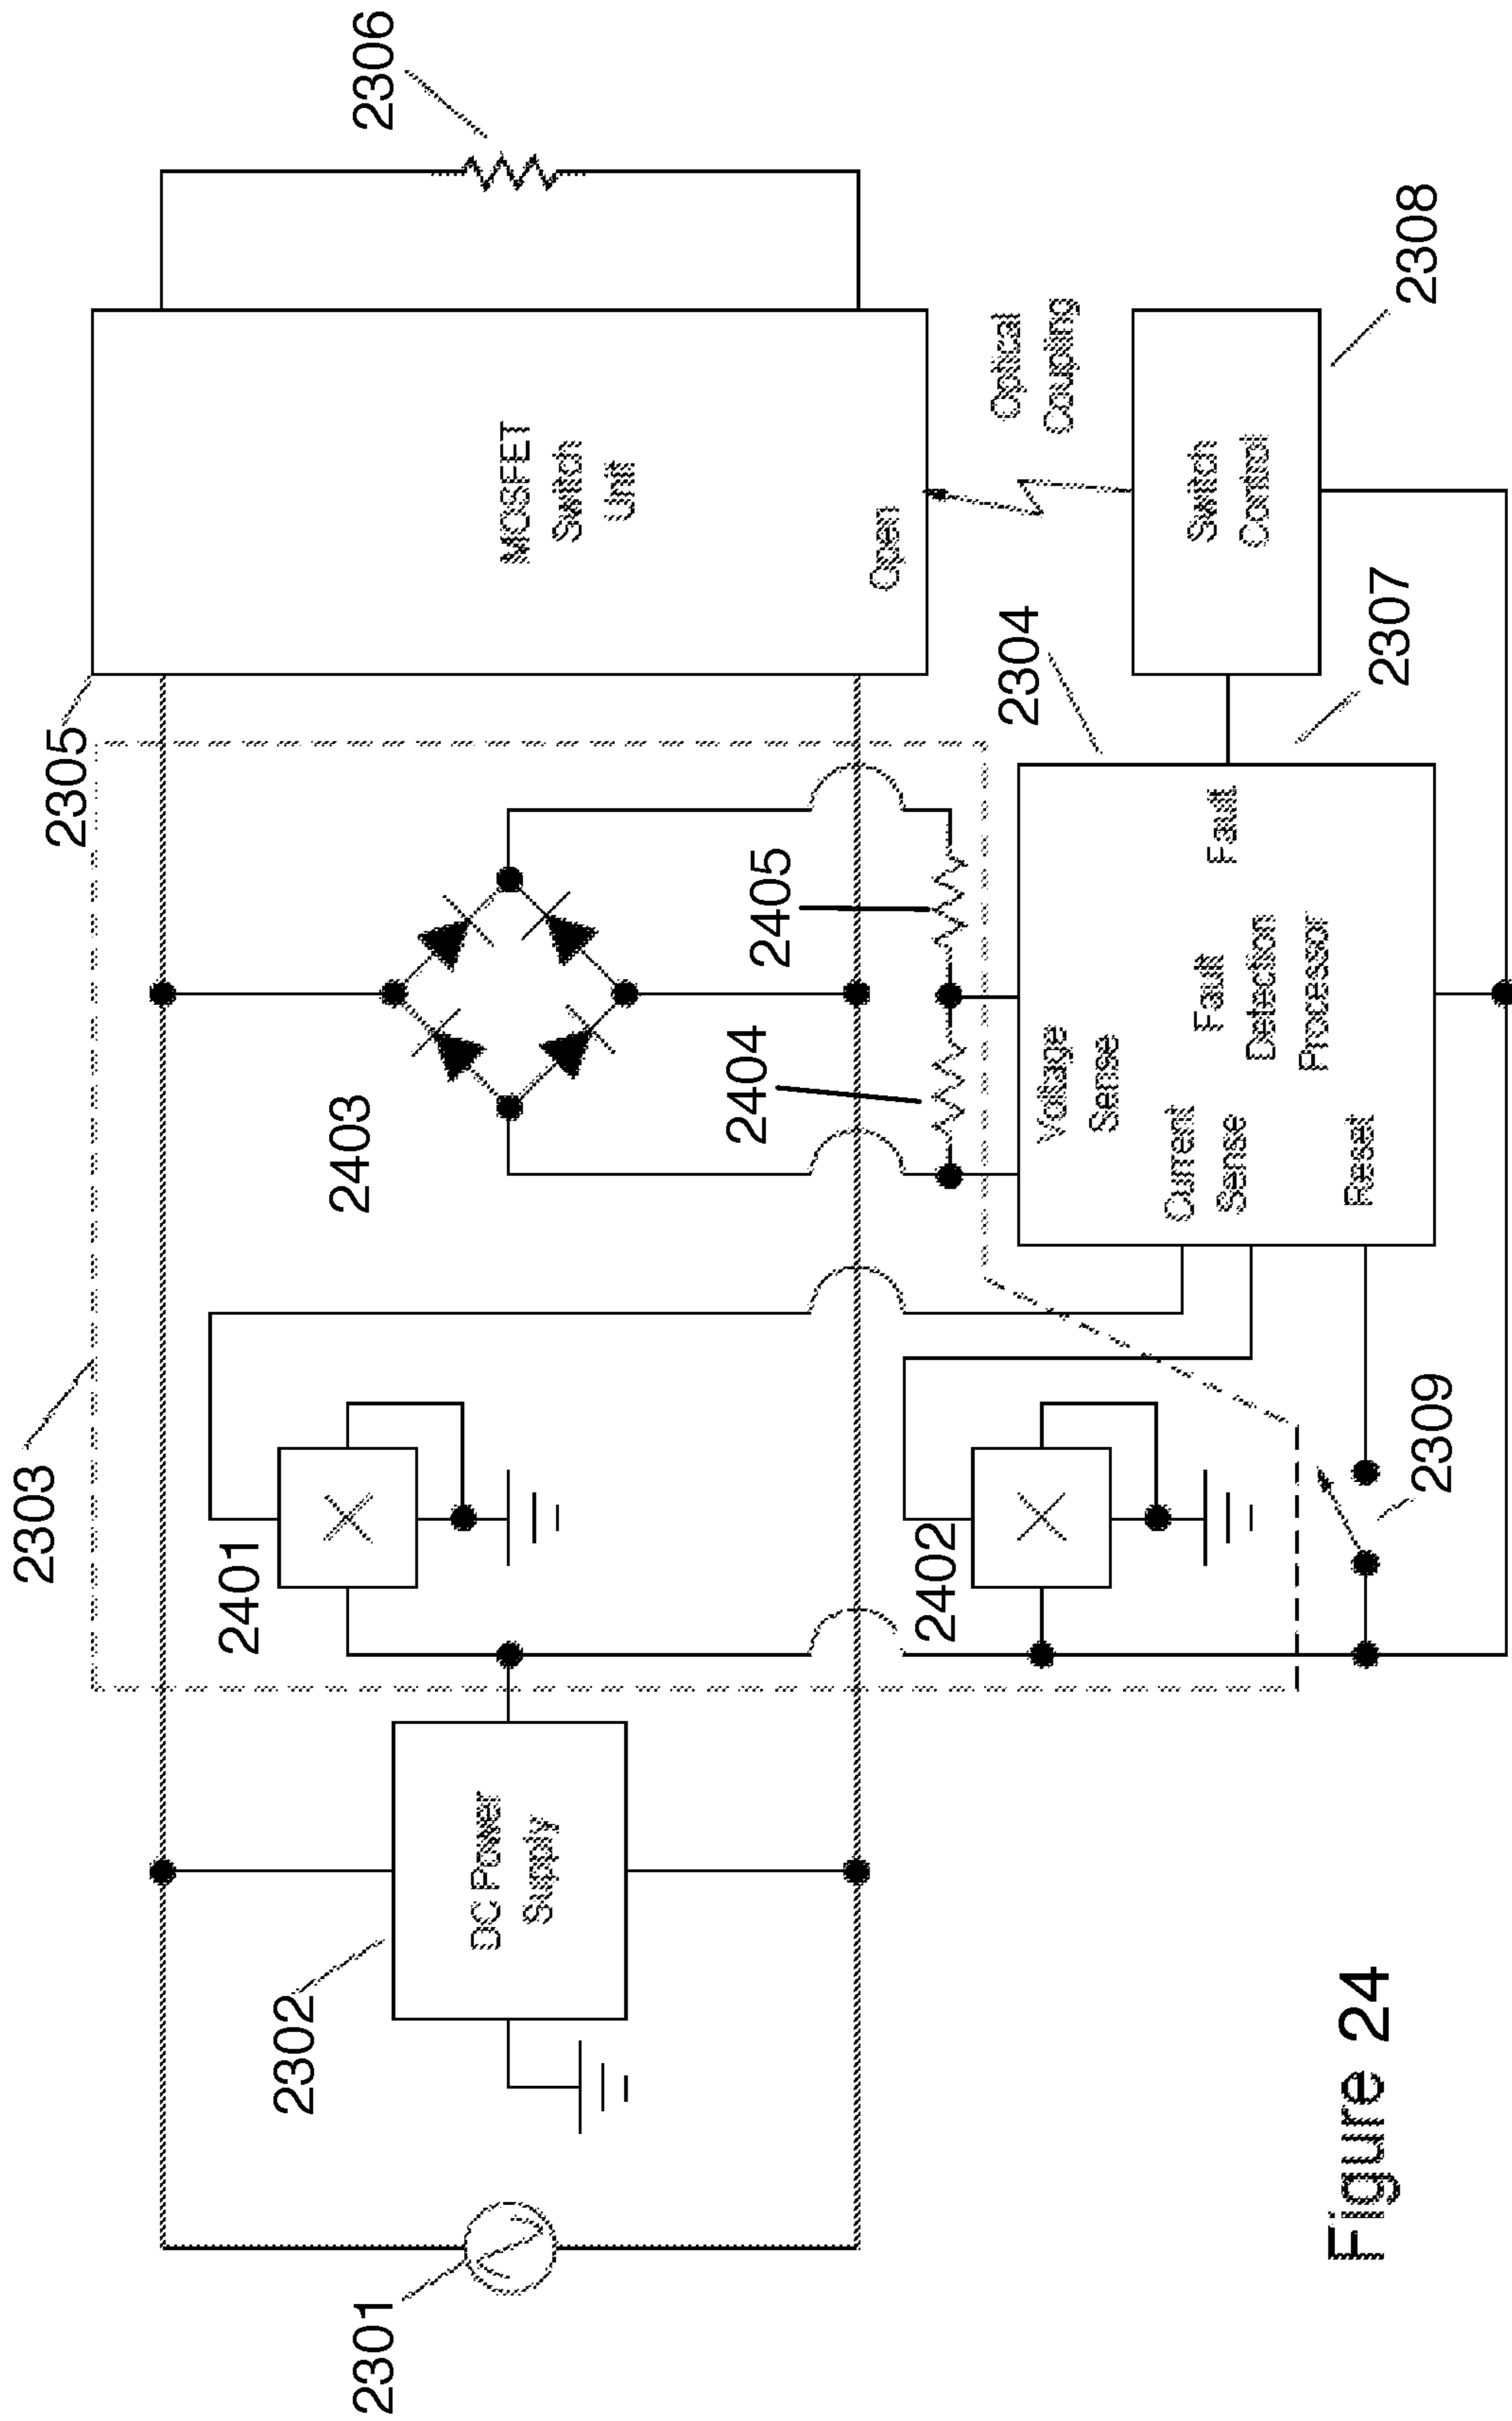 2303
2305
2401
DC Power
Supply
2302
2301
2403
MOSFET
Switch
Unit
2306
2404
2405
Open
2402
Optical
Coupling
2304
Voltage
Sense
Current
Sense
Reset
Fault
Detection
Processor
Fault
Switch
Control
2307
2308
2309
Figure 24